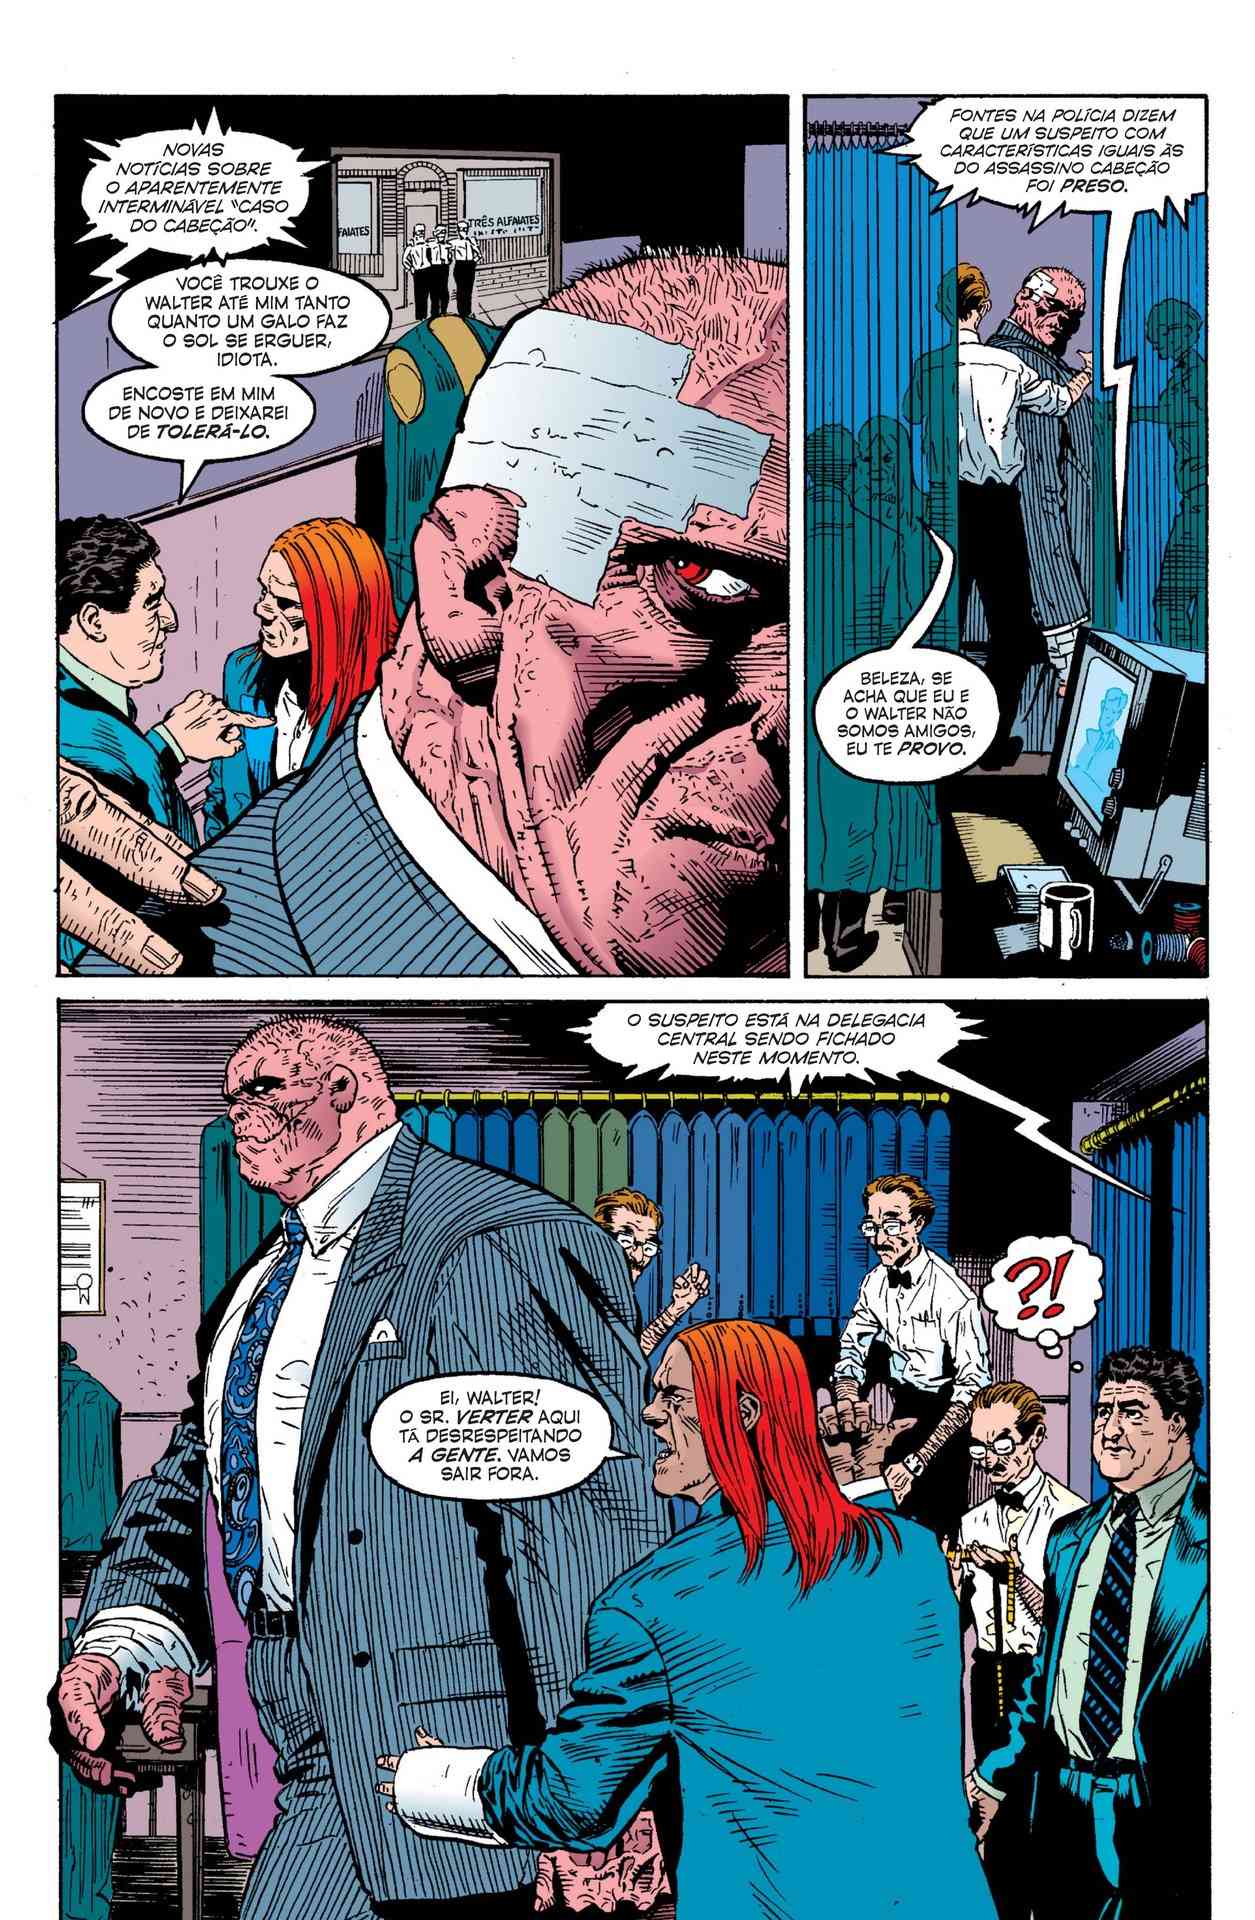 NOVAS
NOTÍCIAS SOBRE
O APARENTEMENTE
INTERMINÁVEL "CASO
DO CABEÇÃO".
FAIATES
TRÊS ALFAIATES
VOCÊ TROUXE O
WALTER ATÉ MIM TANTO
QUANTO UM GALO FAZ
O SOL SE ERGUER,
IDIOTA.
ENCOSTE EM MIM
DE NOVO E DEIXAREI
DE TOLERÁ-LO.
FONTES NA POLÍCIA DIZEM
QUE UM SUSPEITO COM
CARACTERÍSTICAS IGUAIS ÀS
DO ASSASSINO CABEÇÃO
FOI PRESO.
BELEZA, SE
ACHA QUE EU E
O WALTER NÃO
SOMOS AMIGOS,
EU TE PROVO.
O SUSPEITO ESTÁ NA DELEGACIA
CENTRAL SENDO FICHADO
NESTE MOMENTO.
?!
EI, WALTER!
O SR. VERTER AQUI
TÁ DESRESPEITANDO
A GENTE. VAMOS
SAIR FORA.